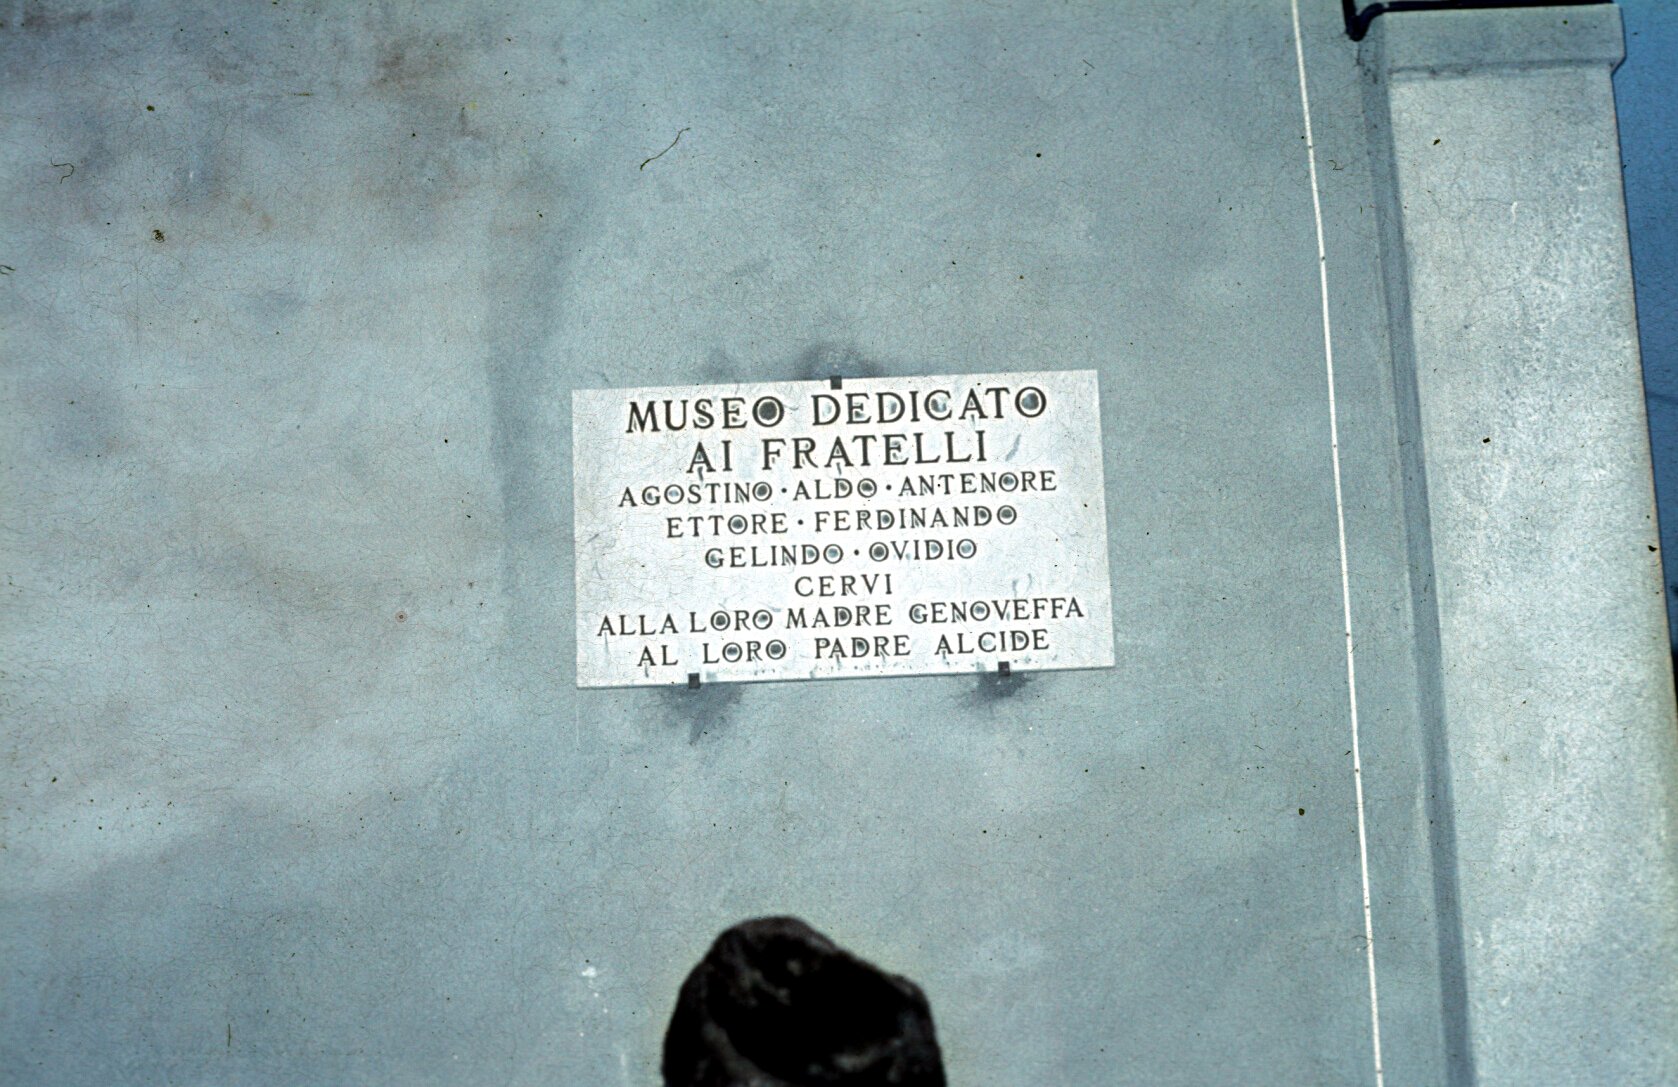 MUSEO DEDICATO
AI FRATELLI
AGOSTINO · ALDO · ANTENORE
ETTORE · FERDINANDO
GELINDO · OVIDIO
CERVI
ALLA LORO MADRE GENOVEFFA
AL LORO PADRE ALCIDE